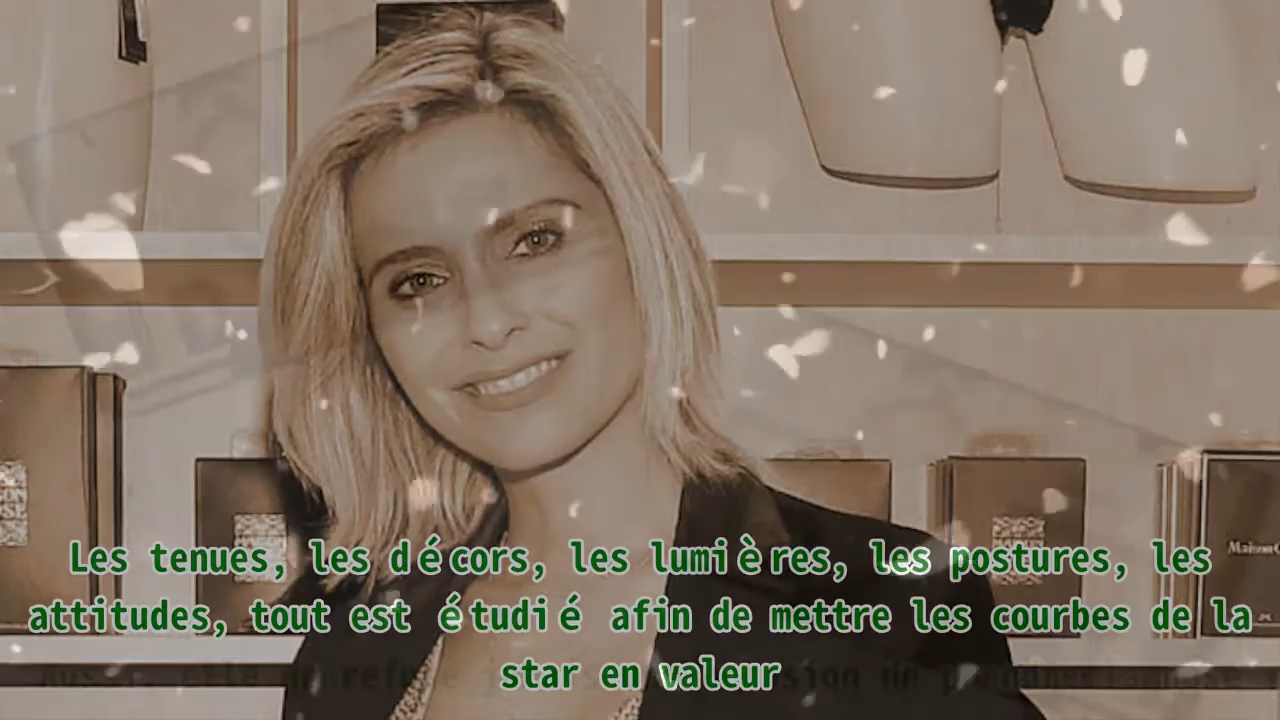 Les tenues, les décors, les lumières, les postures, les
attitudes, tout est étudié afin de mettre les courbes de la
star en valeur